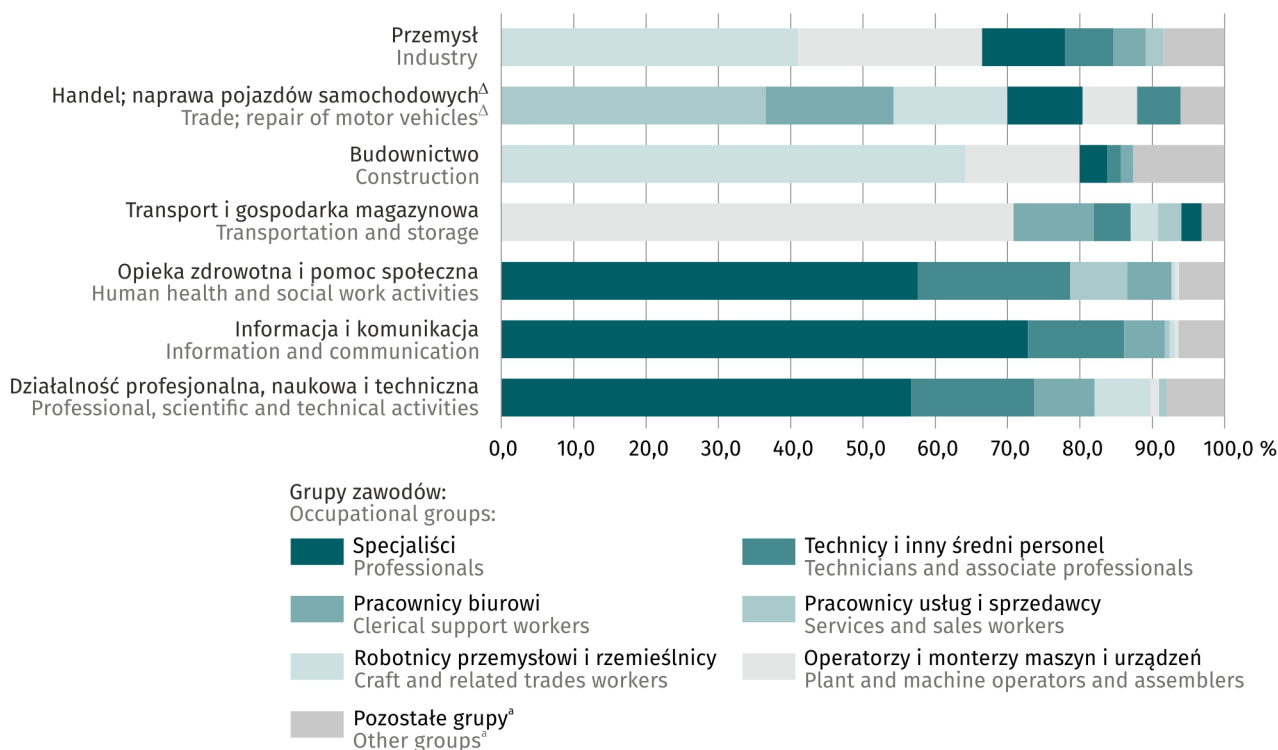 Przemysł
Industry
Handel; naprawa pojazdów samochodowych^Δ
Trade; repair of motor vehicles^Δ
Budownictwo
Construction
Transport i gospodarka magazynowa
Transportation and storage
Opieka zdrowotna i pomoc społeczna
Human health and social work activities
Informacja i komunikacja
Information and communication
Działalność profesjonalna, naukowa i techniczna
Professional, scientific and technical activities
0,0 10,0 20,0 30,0 40,0 50,0 60,0 70,0 80,0 90,0 100,0 %
Grupy zawodów:
Occupational groups:
Specjaliści
Professionals
Technicy i inny średni personel
Technicians and associate professionals
Pracownicy biurowi
Clerical support workers
Pracownicy usług i sprzedawcy
Services and sales workers
Robotnicy przemysłowi i rzemieślnicy
Craft and related trades workers
Operatorzy i monterzy maszyn i urządzeń
Plant and machine operators and assemblers
Pozostałe grupy^a
Other groups^a